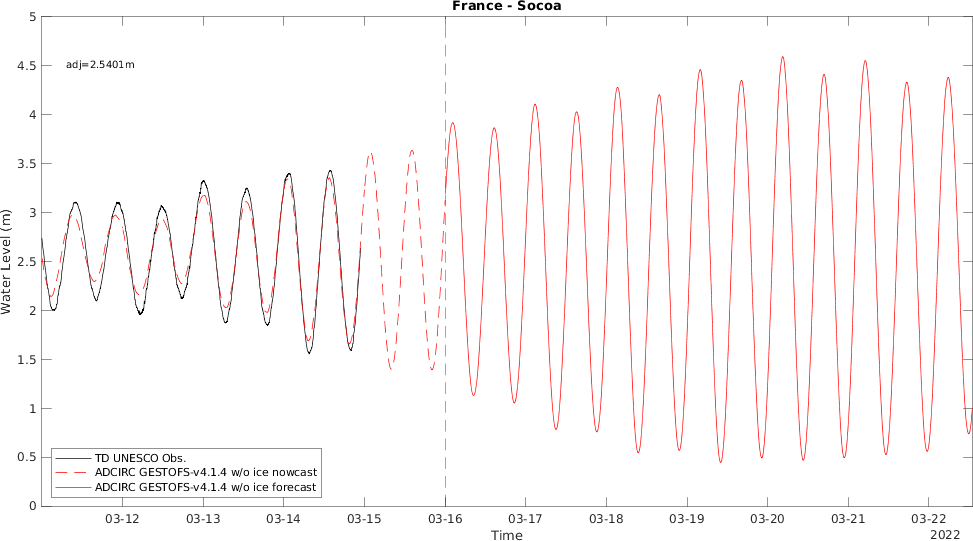 France - Socoa
adj=2.5401m
Water Level (m)
5
4.5
4
3.5
3
2.5
2
1.5
1
0.5
0
TD UNESCO Obs.
ADCIRC GESTOFS-v4.1.4 w/o ice nowcast
ADCIRC GESTOFS-v4.1.4 w/o ice forecast
03-12 03-13 03-14 03-15 03-16 03-17 03-18 03-19 03-20 03-21 03-22
2022
Time